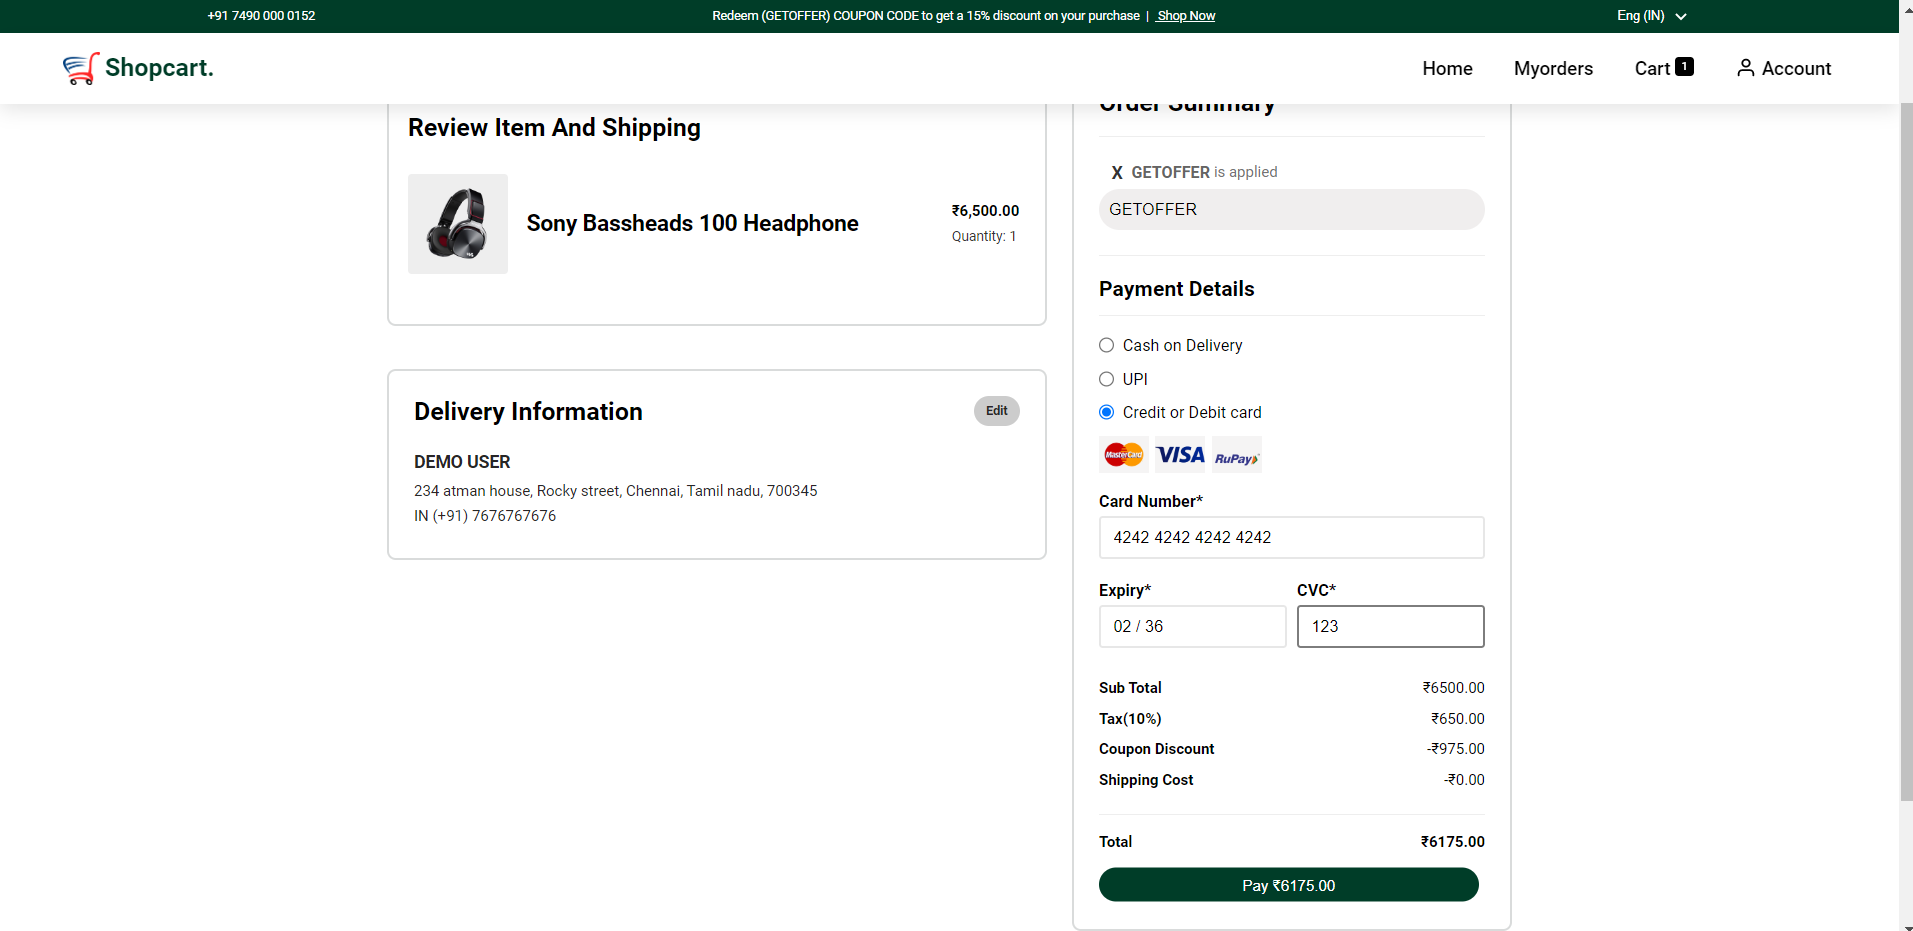 +91 7490 000 0152
Redeem (GETOFFER) COUPON CODE to get a 15% discount on your purchase | Shop Now
Eng (IN)
Shopcart.
Home
Myorders
Cart 1
Account
Review Item And Shipping
Sony Bassheads 100 Headphone
₹6,500.00
Quantity: 1
Delivery Information
Edit
DEMO USER
234 atman house, Rocky street, Chennai, Tamil nadu, 700345
IN (+91) 7676767676
Order Summary
X GETOFFER is applied
GETOFFER
Payment Details
Cash on Delivery
UPI
Credit or Debit card
MasterCard VISA RuPay
Card Number*
4242 4242 4242 4242
Expiry* CVC*
02 / 36 123
Sub Total ₹6500.00
Tax(10%) ₹650.00
Coupon Discount -₹975.00
Shipping Cost -₹0.00
Total ₹6175.00
Pay ₹6175.00